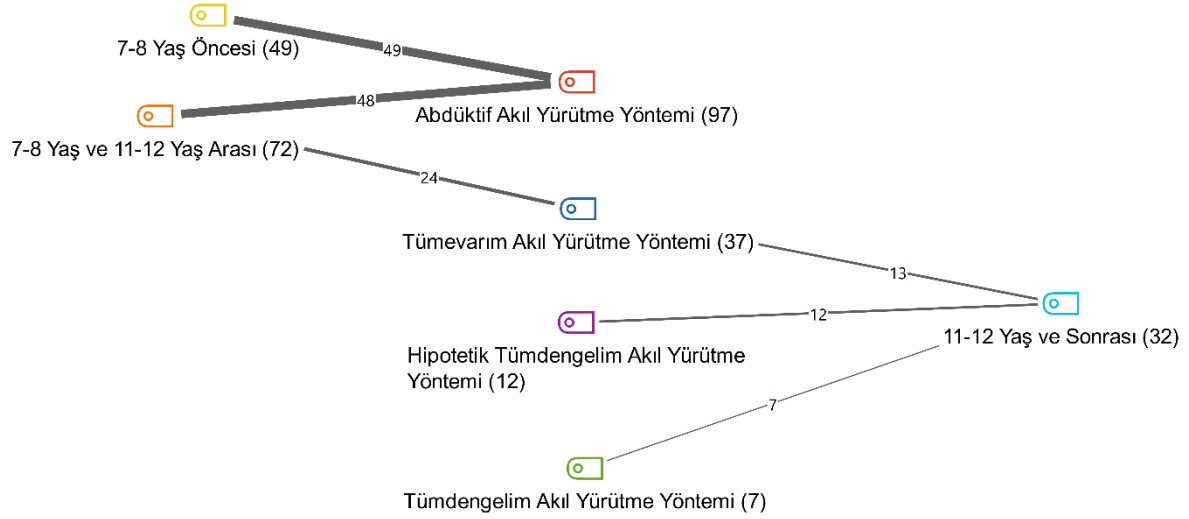 7-8 Yaş Öncesi (49)
49
48
Abdüktif Akıl Yürütme Yöntemi (97)
7-8 Yaş ve 11-12 Yaş Arası (72)
24
Tümevarım Akıl Yürütme Yöntemi (37)
13
12
11-12 Yaş ve Sonrası (32)
Hipotetik Tümdengelim Akıl Yürütme
Yöntemi (12)
7
Tümdengelim Akıl Yürütme Yöntemi (7)